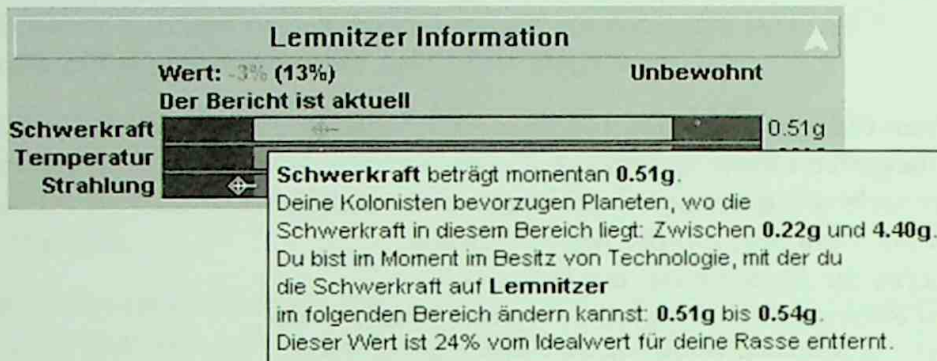 Lemnitzer Information
Wert: -3% (13%) Unbewohnt
Der Bericht ist aktuell
Schwerkraft 0.51g
Temperatur
Strahlung
Schwerkraft beträgt momentan 0.51g.
Deine Kolonisten bevorzugen Planeten, wo die
Schwerkraft in diesem Bereich liegt: Zwischen 0.22g und 4.40g.
Du bist im Moment im Besitz von Technologie, mit der du
die Schwerkraft auf Lemnitzer
im folgenden Bereich ändern kannst: 0.51g bis 0.54g.
Dieser Wert ist 24% vom Idealwert für deine Rasse entfernt.